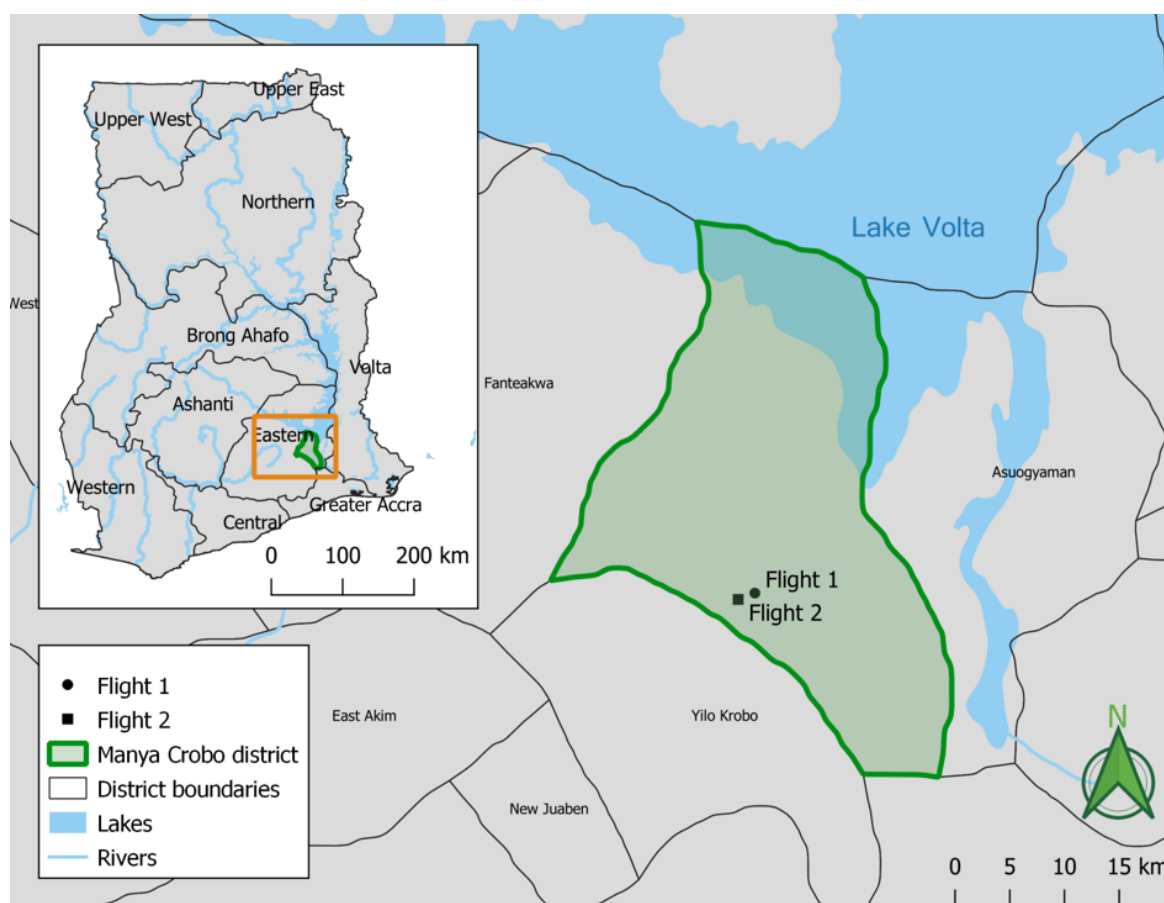 Upper East
Upper West
Northern
Brong Ahafo
Volta
Ashanti
Eastern
Western
Greater Accra
Central
0 100 200 km
Lake Volta
West
Fanteakwa
Asuogyaman
Flight 1
Flight 2
East Akim
Yilo Krobo
New Juaben
Flight 1
Flight 2
Manya Crobo district
District boundaries
Lakes
Rivers
N
0 5 10 15 km